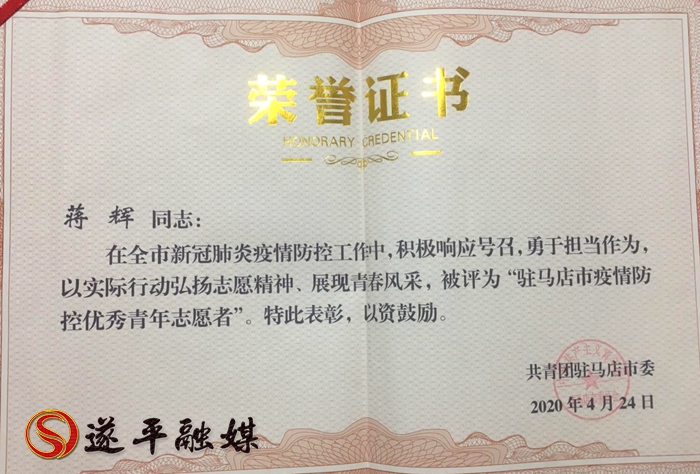 荣誉证书
HONORARY CREDENTIAL
蒋辉 同志：
在全市新冠肺炎疫情防控工作中，积极响应号召，勇于担当作为，
以实际行动弘扬志愿精神、展现青春风采，被评为“驻马店市疫情防
控优秀青年志愿者”。特此表彰，以资鼓励。
共青团驻马店市委
2020年4月24日
遂平融媒